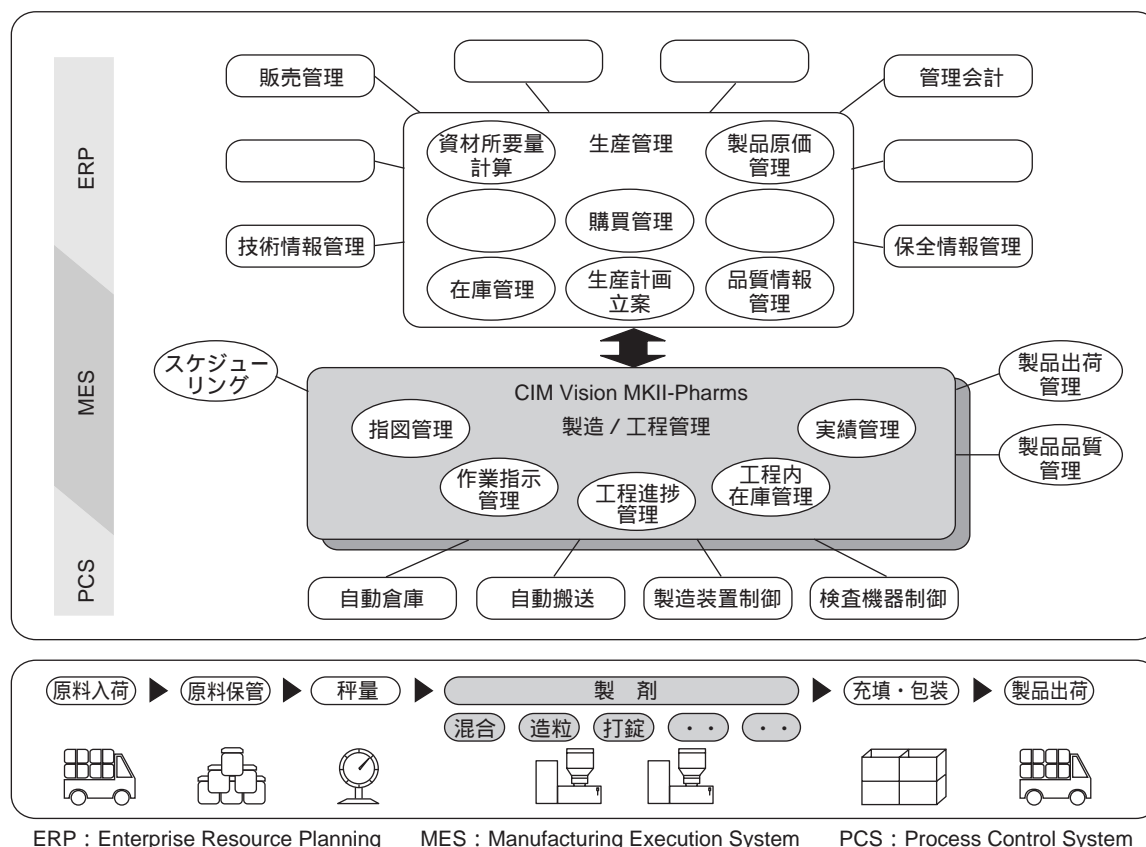 ERP
MES
PCS
販売管理
管理会計
資材所要量
計算
生産管理
製品原価
管理
購買管理
技術情報管理
保全情報管理
在庫管理
生産計画
立案
品質情報
管理
スケジュー
リング
製品出荷
管理
CIM Vision MKII-Pharms
製造 / 工程管理
指図管理
実績管理
製品品質
管理
作業指示
管理
工程進捗
管理
工程内
在庫管理
自動倉庫
自動搬送
製造装置制御
検査機器制御
原料入荷
原料保管
秤量
製 剤
充填・包装
製品出荷
混合
造粒
打錠
・・
・・
ERP：Enterprise Resource Planning
MES：Manufacturing Execution System
PCS：Process Control System